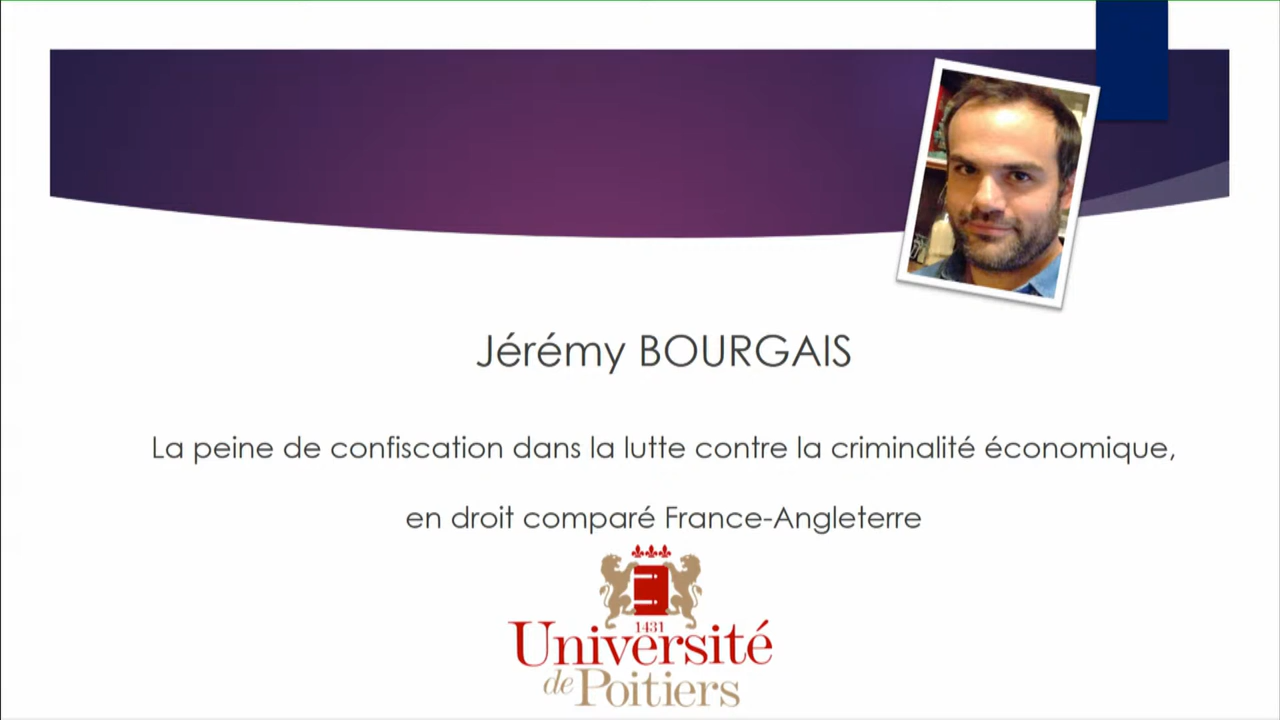 Jérémy BOURGAIS
La peine de confiscation dans la lutte contre la criminalité économique,
en droit comparé France-Angleterre
1431
Université
de Poitiers